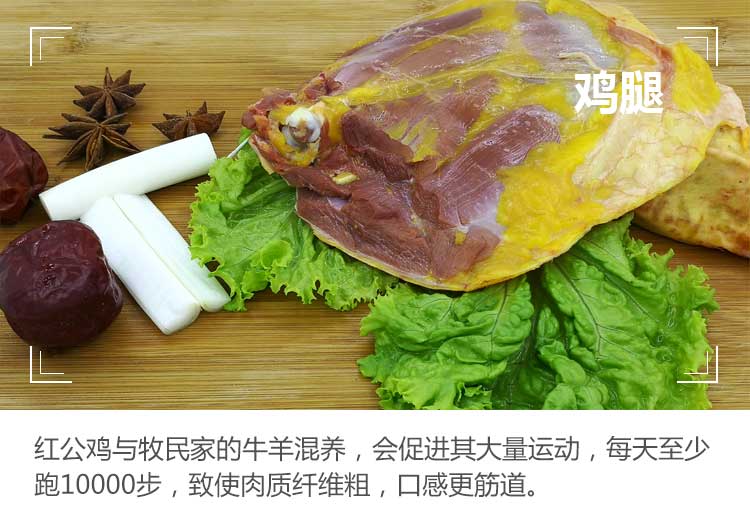 鸡腿
红公鸡与牧民家的牛羊混养，会促进其大量运动，每天至少
跑10000步，致使肉质纤维粗，口感更筋道。